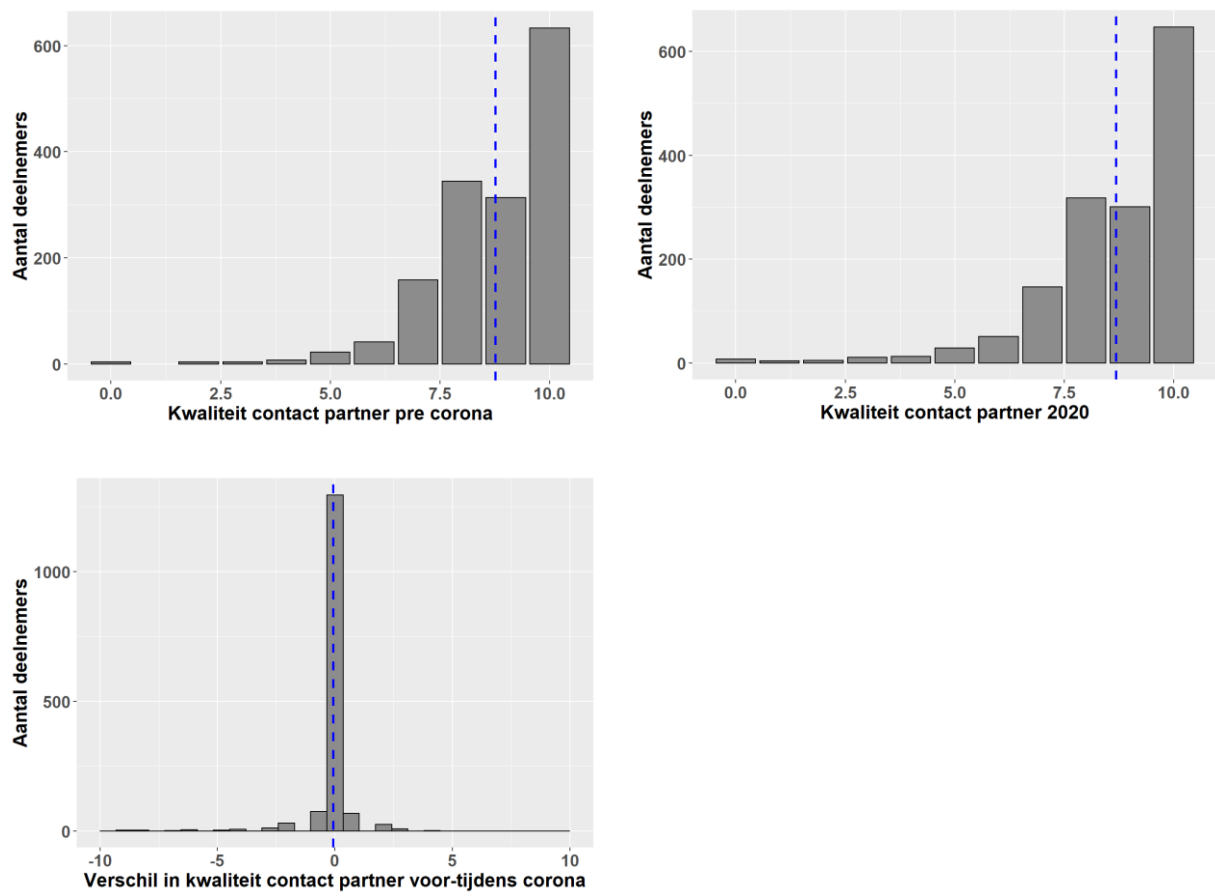 600
400
200
0
Aantal deelnemers
0.0 2.5 5.0 7.5 10.0
Kwaliteit contact partner pre corona
600
400
200
0
Aantal deelnemers
0.0 2.5 5.0 7.5 10.0
Kwaliteit contact partner 2020
1000
500
0
Aantal deelnemers
-10 -5 0 5 10
Verschil in kwaliteit contact partner voor-tijdens corona